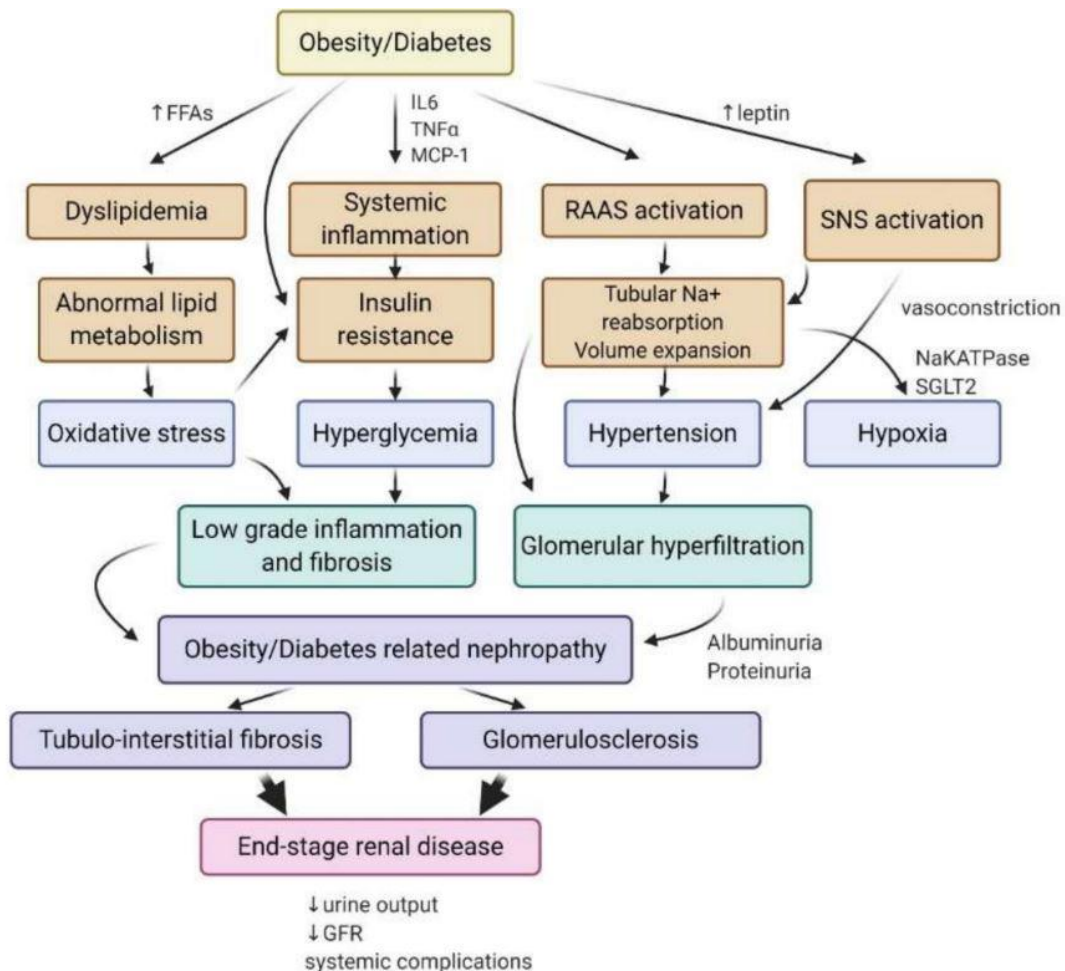 Obesity/Diabetes
↑FFAs
IL6
TNFα
MCP-1
↑leptin
Dyslipidemia
Systemic
inflammation
RAAS activation
SNS activation
Abnormal lipid
metabolism
Insulin
resistance
Tubular Na+
reabsorption
Volume expansion
vasoconstriction
NaKATPase
SGLT2
Oxidative stress
Hyperglycemia
Hypertension
Hypoxia
Low grade inflammation
and fibrosis
Glomerular hyperfiltration
Obesity/Diabetes related nephropathy
Albuminuria
Proteinuria
Tubulo-interstitial fibrosis
Glomerulosclerosis
End-stage renal disease
↓urine output
↓GFR
systemic complications